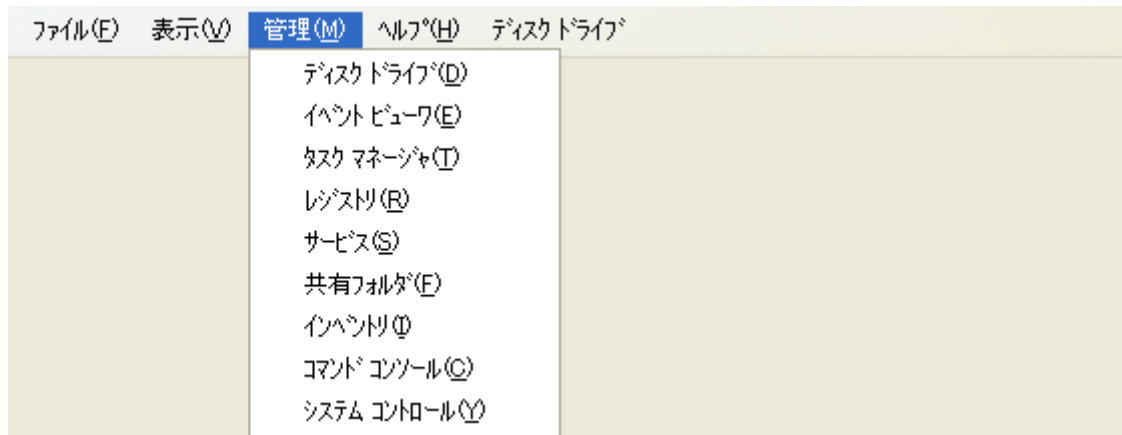 ﾌｧｲﾙ(F) 表示(V) 管理(M) ﾍﾙﾌﾟ(H) ﾃﾞｨｽｸ ﾄﾞﾗｲﾌﾞ
ﾃﾞｨｽｸ ﾄﾞﾗｲﾌﾞ(D)
ｲﾍﾞﾝﾄ ﾋﾞｭｰﾜ(E)
ﾀｽｸ ﾏﾈｰｼﾞｬ(T)
ﾚｼﾞｽﾄﾘ(R)
ｻｰﾋﾞｽ(S)
共有ﾌｫﾙﾀﾞ(F)
ｲﾝﾍﾞﾝﾄﾘ(I)
ｺﾏﾝﾄﾞ ｺﾝｿｰﾙ(C)
ｼｽﾃﾑ ｺﾝﾄﾛｰﾙ(Y)